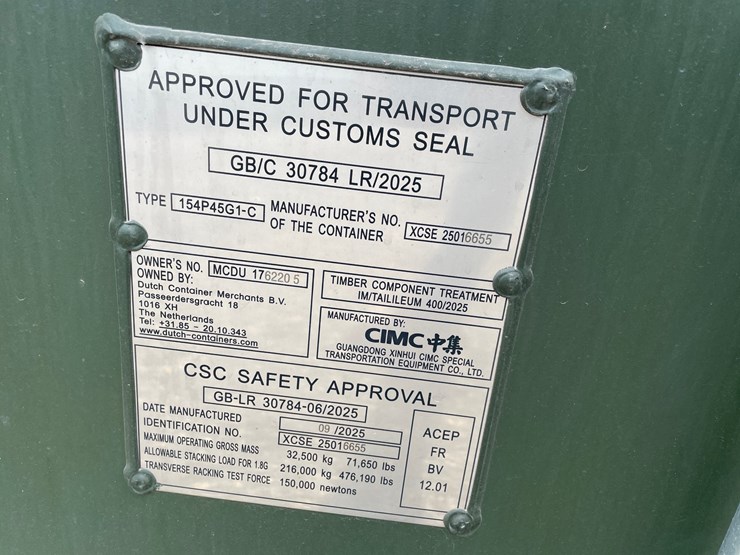 APPROVED FOR TRANSPORT
UNDER CUSTOMS SEAL
GB/C 30784 LR/2025
TYPE 154P45G1-C
MANUFACTURER'S NO.
OF THE CONTAINER
XCSE 25016655
OWNER'S NO. MCDU 176220 5
OWNED BY:
Dutch Container Merchants B.V.
Passeerdersgracht 18
1016 XH
The Netherlands
Tel: +31.85 - 20.10.343
www.dutch-containers.com
TIMBER COMPONENT TREATMENT
IM/TAILILEUM 400/2025
MANUFACTURED BY:
CIMC 中集
GUANGDONG XINHUI CIMC SPECIAL
TRANSPORTATION EQUIPMENT CO., LTD.
CSC SAFETY APPROVAL
GB-LR 30784-06/2025
DATE MANUFACTURED 09 /2025
IDENTIFICATION NO. XCSE 25016655
MAXIMUM OPERATING GROSS MASS 32,500 kg 71,650 lbs
ALLOWABLE STACKING LOAD FOR 1.8G 216,000 kg 476,190 lbs
TRANSVERSE RACKING TEST FORCE 150,000 newtons
ACEP
FR
BV
12.01